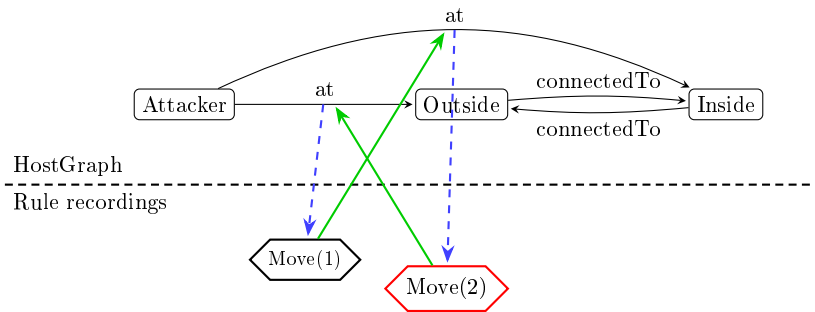 at
connectedTo
at
Attacker
Outside
Inside
connectedTo
HostGraph
Rule recordings
Move(1)
Move(2)